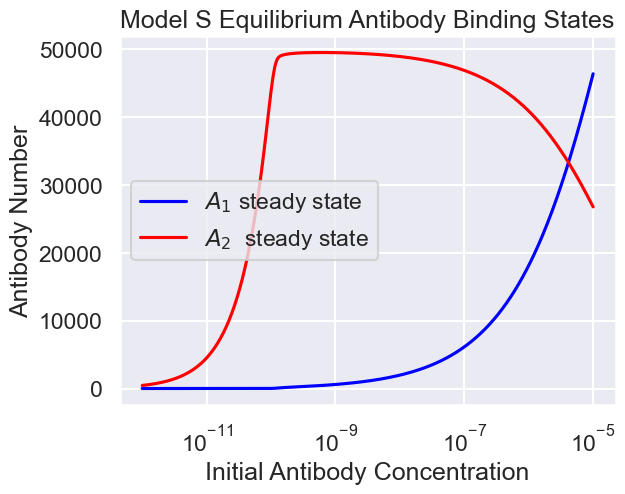 Model S Equilibrium Antibody Binding States
50000
40000
30000
20000
10000
0
Antibody Number
A₁ steady state
A₂ steady state
10⁻¹¹ 10⁻⁹ 10⁻⁷ 10⁻⁵
Initial Antibody Concentration